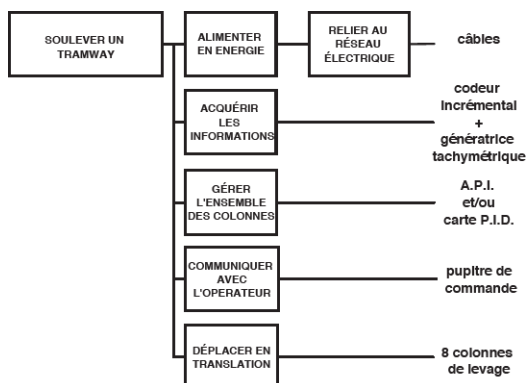 SOULEVER UN
TRAMWAY
ALIMENTER
EN ENERGIE
RELIER AU
RÉSEAU
ÉLECTRIQUE
câbles
ACQUÉRIR
LES
INFORMATIONS
codeur
incrémental
+
génératrice
tachymétrique
GÉRER
L'ENSEMBLE
DES COLONNES
A.P.I.
et/ou
carte P.I.D.
COMMUNIQUER
AVEC
L'OPERATEUR
pupitre de
commande
DÉPLACER EN
TRANSLATION
8 colonnes
de levage